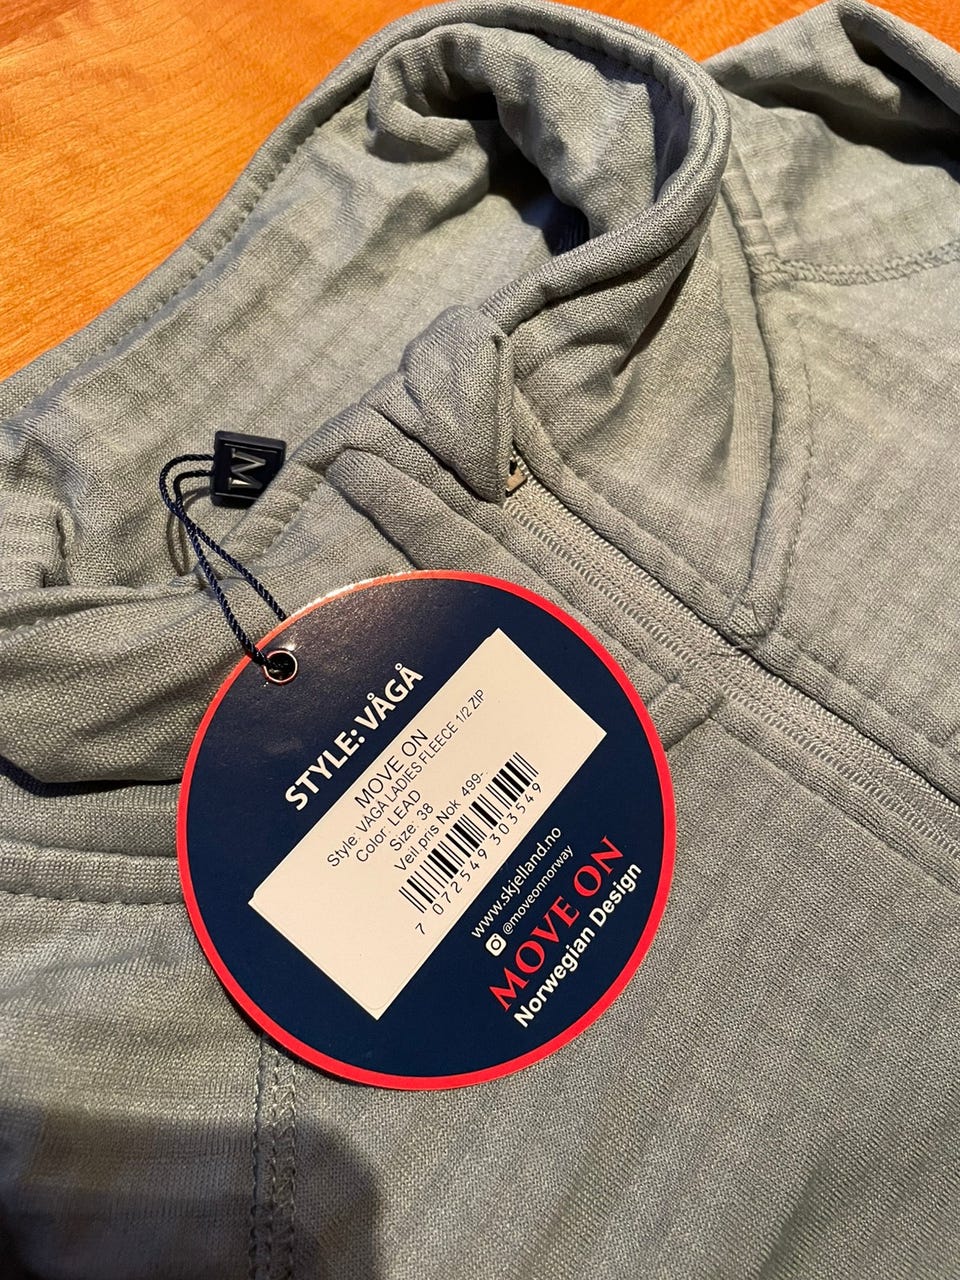 M
STYLE: VÅGÅ
MOVE ON
Style: VÅGÅ LADIES FLEECE 1/2 ZIP
Color: LEAD
Size: 38
Veil.pris Nok 499,-
7 072549 303549
www.skjelland.no
@moveonnorway
MOVE ON
Norwegian Design